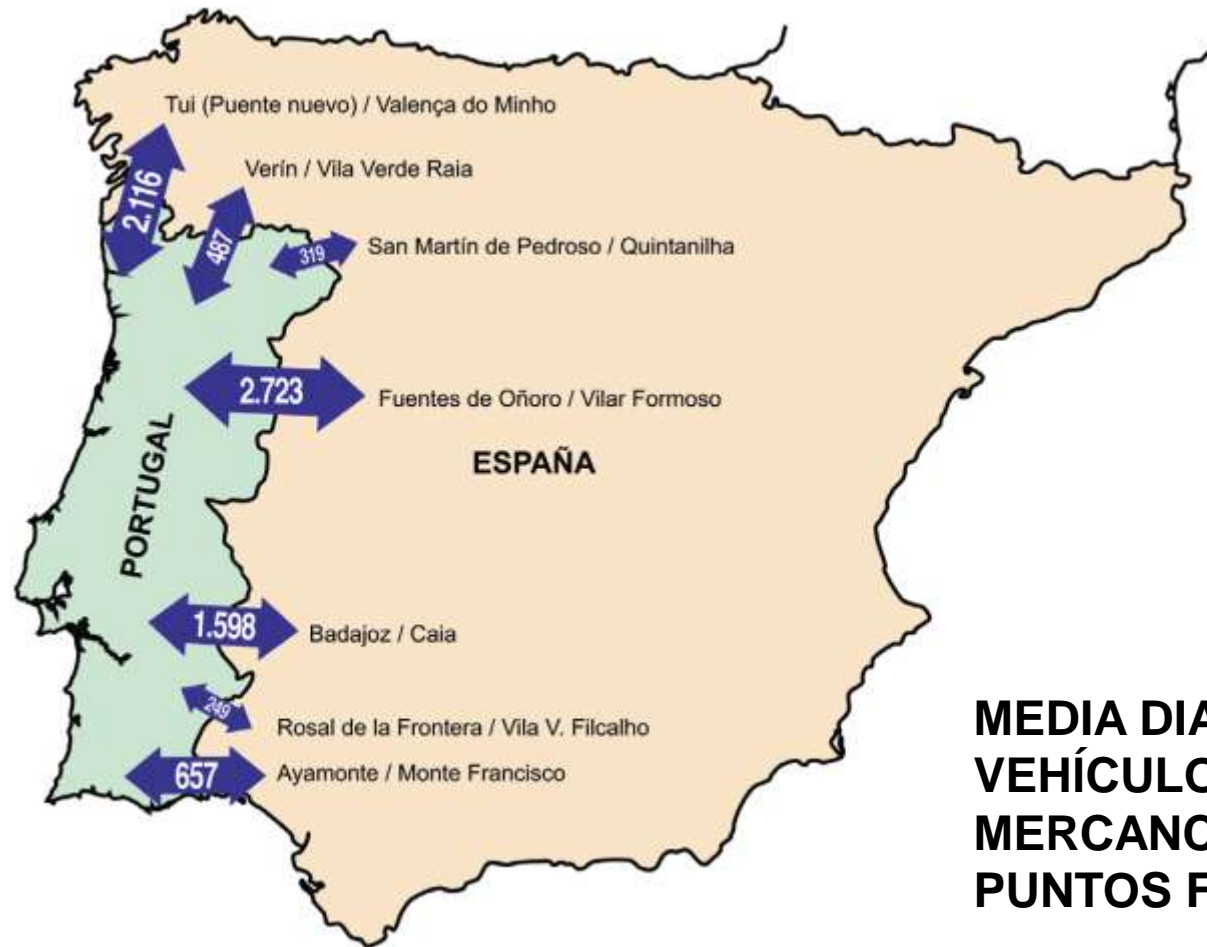 Tui (Puente nuevo) / Valença do Minho
2.116
Verín / Vila Verde Raia
487
San Martín de Pedroso / Quintanilha
319
2.723
Fuentes de Oñoro / Vilar Formoso
ESPAÑA
PORTUGAL
1.598
Badajoz / Caia
249
Rosal de la Frontera / Vila V. Filcalho
657
Ayamonte / Monte Francisco
MEDIA DIA
VEHÍCULO
MERCANC
PUNTOS F